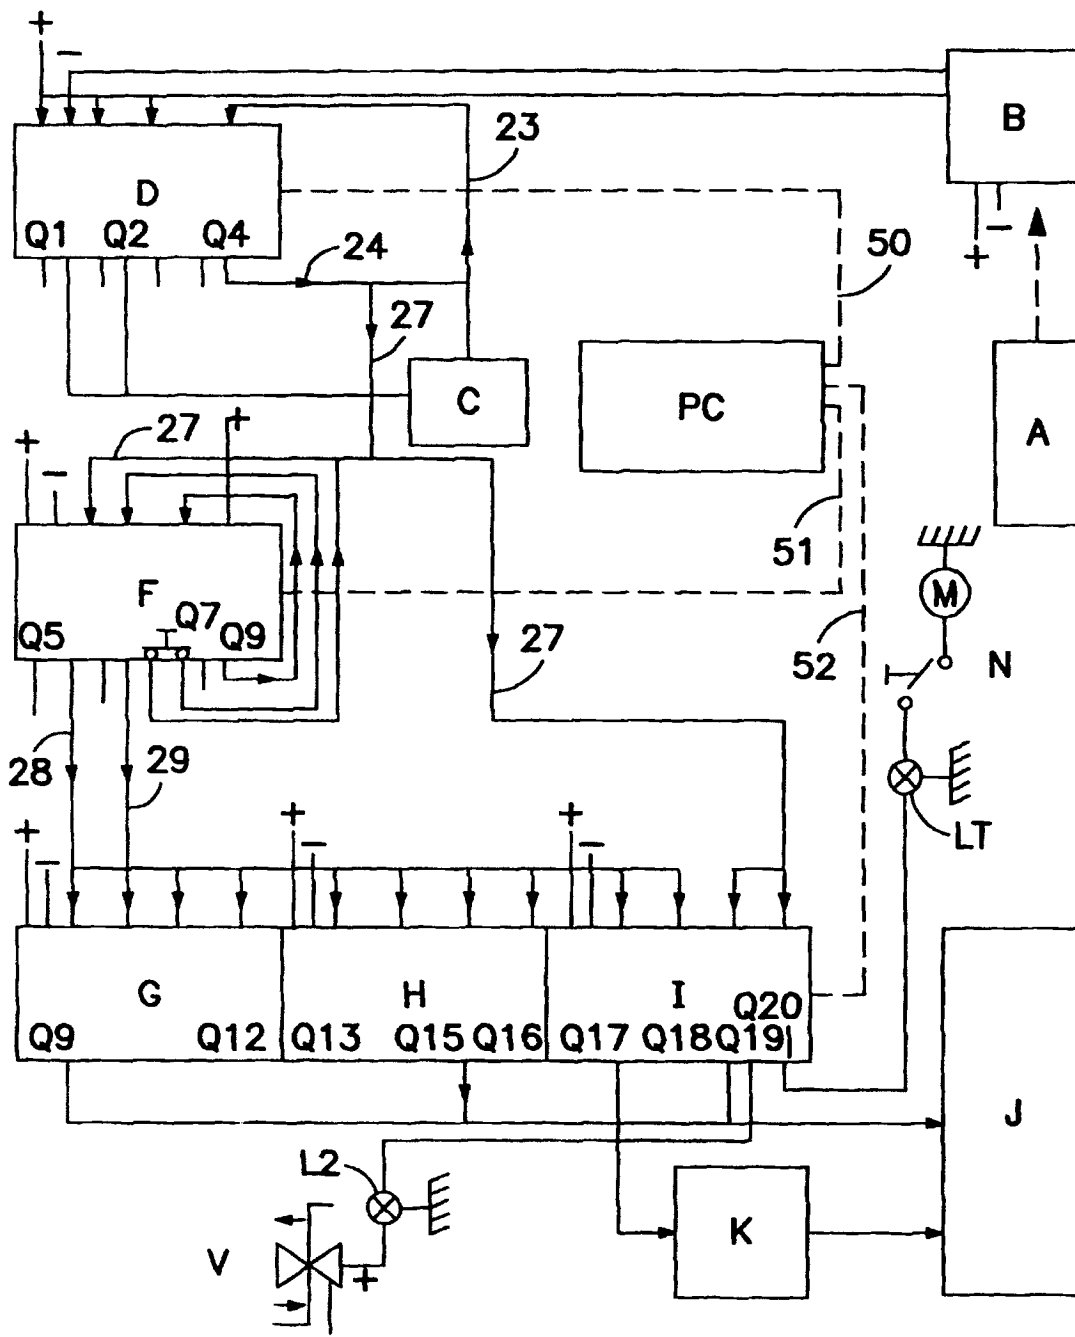 +
−
B
23
D
Q1 Q2 Q4
24
50
−
+
27
C
PC
A
27
+
+
−
51
M
F
Q7
Q5 Q9
27
52
N
28
29
LT
+
−
+
−
+
−
G H I
Q20
Q9 Q12 Q13 Q15 Q16 Q17 Q18 Q19
J
L2
K
V
+